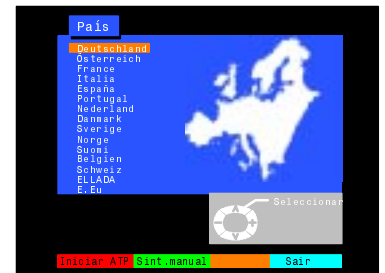 País
Deutschland
Österreich
France
Italia
España
Portugal
Nederland
Danmark
Sverige
Norge
Suomi
Belgien
Schweiz
ELLADA
E.Eu
Seleccionar
Iniciar ATP Sint.manual Sair